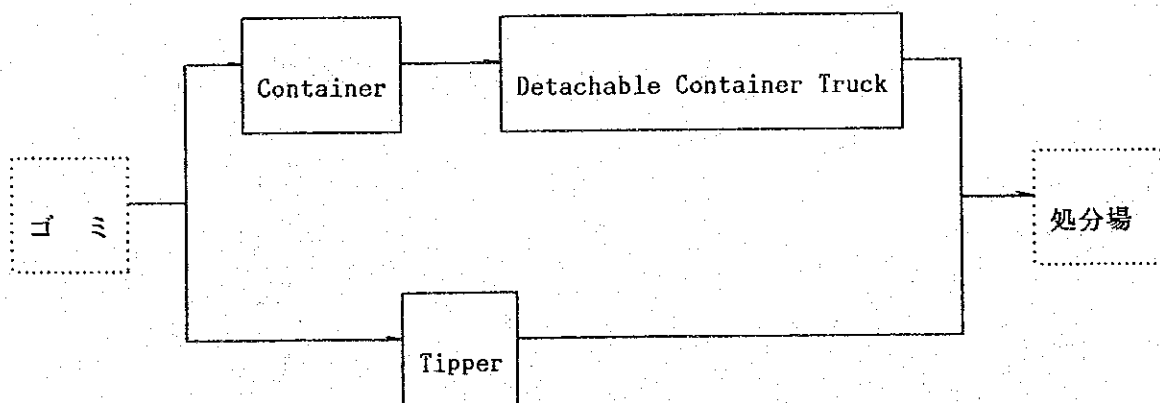 Container
Detachable Container Truck
ゴミ
処分場
Tipper